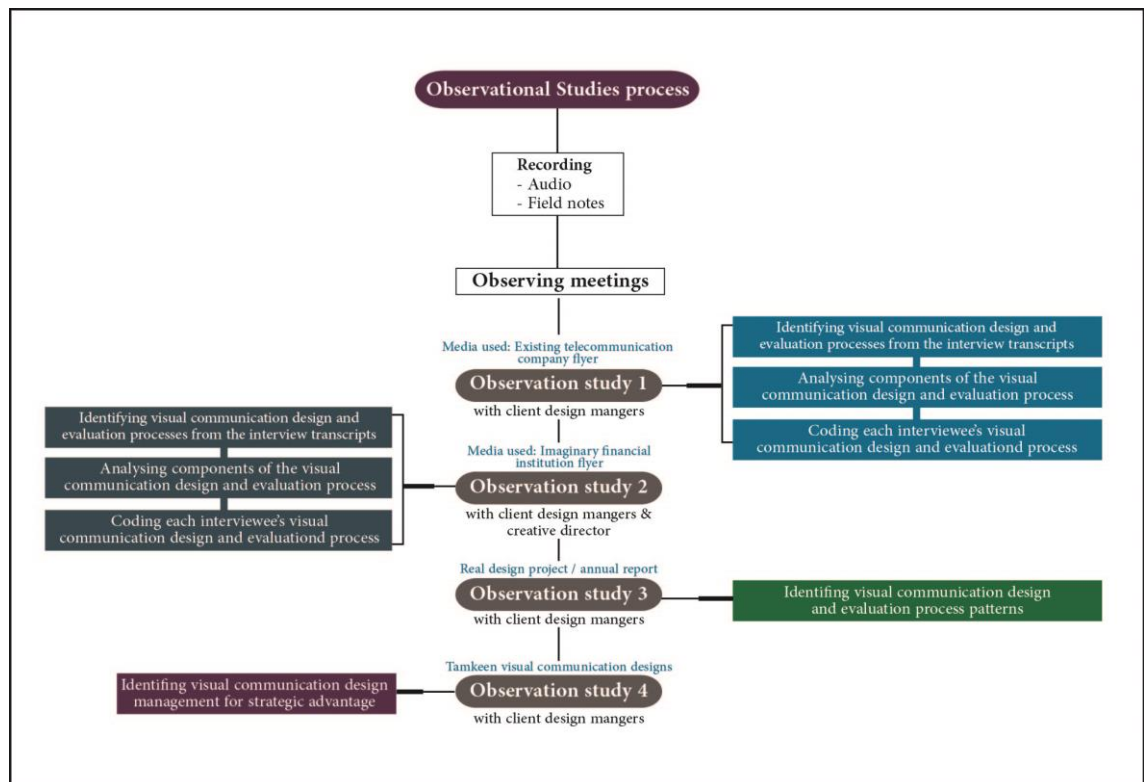 Observational Studies process
Recording
- Audio
- Field notes
Observing meetings
Media used: Existing telecommunication
company flyer
Observation study 1
with client design mangers
Identifying visual communication design and
evaluation processes from the interview transcripts
Analysing components of the visual
communication design and evaluation process
Coding each interviewee's visual
communication design and evaluationd process
Media used: Imaginary financial
institution flyer
Observation study 2
with client design mangers &
creative director
Identifying visual communication design and
evaluation processes from the interview transcripts
Analysing components of the visual
communication design and evaluation process
Coding each interviewee's visual
communication design and evaluationd process
Real design project / annual report
Observation study 3
with client design mangers
Identifing visual communication design
and evaluation process patterns
Tamkeen visual communication designs
Observation study 4
with client design mangers
Identifing visual communication design
management for strategic advantage